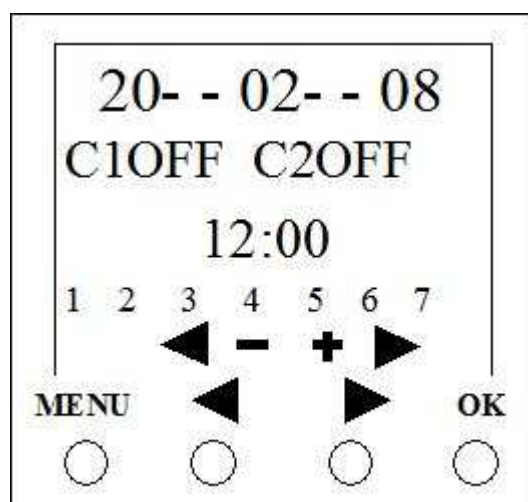 20- - 02- - 08
C1OFF C2OFF
12:00
1 2 3 4 5 6 7
◀ - + ▶
MENU ◀ ▶ OK